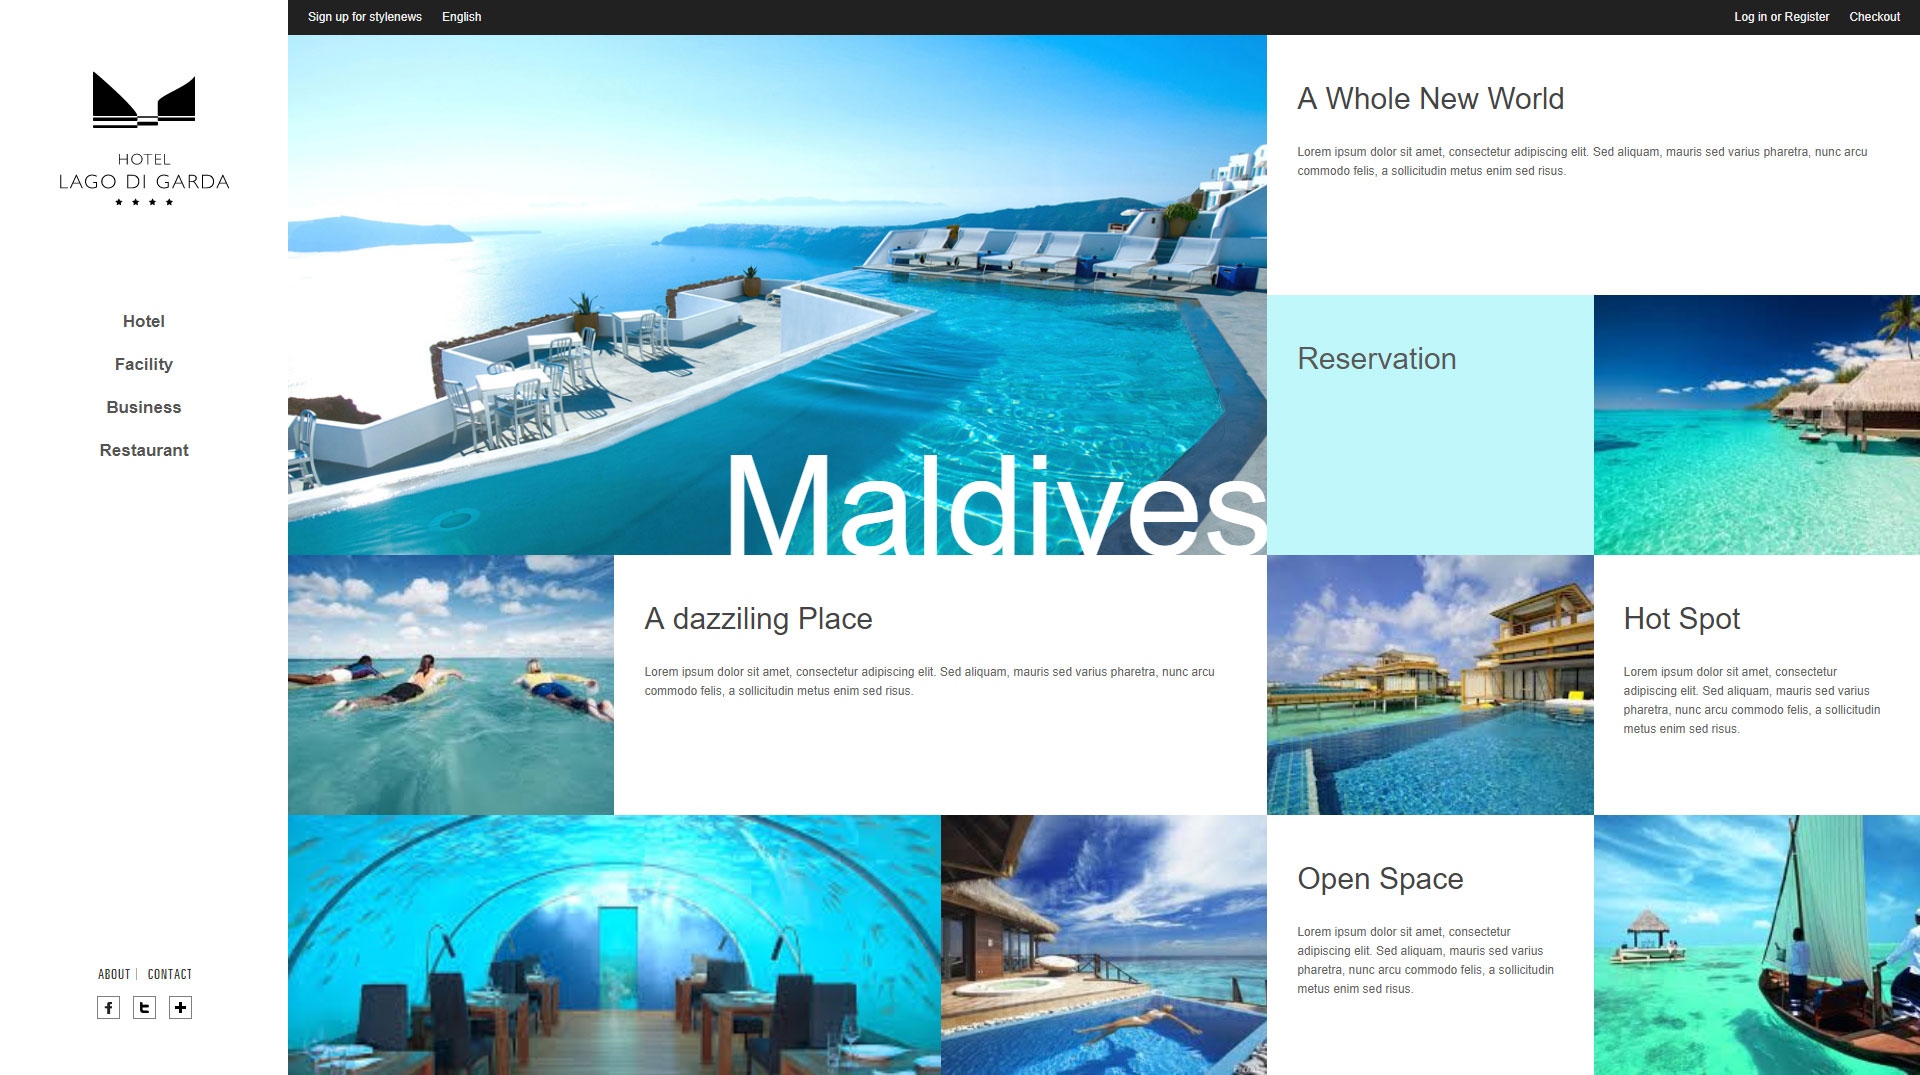 Sign up for stylenews English
Log in or Register Checkout
HOTEL
LAGO DI GARDA
Hotel
Facility
Business
Restaurant
ABOUT | CONTACT
Maldives
A Whole New World
Lorem ipsum dolor sit amet, consectetur adipiscing elit. Sed aliquam, mauris sed varius pharetra, nunc arcu
commodo felis, a sollicitudin metus enim sed risus.
Reservation
A dazziling Place
Lorem ipsum dolor sit amet, consectetur adipiscing elit. Sed aliquam, mauris sed varius pharetra, nunc arcu
commodo felis, a sollicitudin metus enim sed risus.
Hot Spot
Lorem ipsum dolor sit amet, consectetur
adipiscing elit. Sed aliquam, mauris sed varius
pharetra, nunc arcu commodo felis, a sollicitudin
metus enim sed risus.
Open Space
Lorem ipsum dolor sit amet, consectetur
adipiscing elit. Sed aliquam, mauris sed varius
pharetra, nunc arcu commodo felis, a sollicitudin
metus enim sed risus.